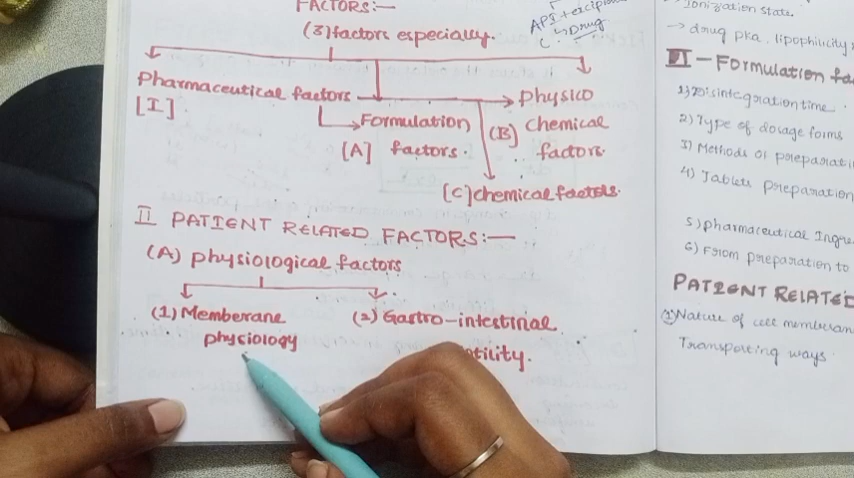 FACTORS:—
(3) factors especially.
API + excipien
Drug
Pharmaceutical factors
[I]
Formulation
[A] factors.
(B)
Physico
Chemical
factors.
[C] chemical factors.
II PATIENT RELATED FACTORS:—
(A) physiological factors
(1) Memberane
physiology
(2) Gastro-intestinal
tility.
Ionization state.
→ drug pka, lipophilicity
II - Formulation fa
1) Disintegration time.
2) Type of dosage forms
3) Methods of preparati
4) Tablets preparation
5) pharmaceutical Ingre
6) From preparation to
PATIENT RELATED
Nature of cell membran
Transporting ways